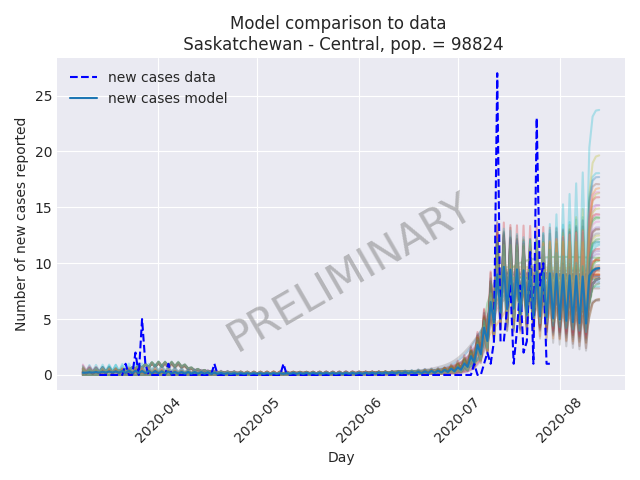 Model comparison to data
Saskatchewan - Central, pop. = 98824
new cases data
new cases model
Number of new cases reported
25
20
15
10
5
0
PRELIMINARY
2020-04
2020-05
2020-06
2020-07
2020-08
Day